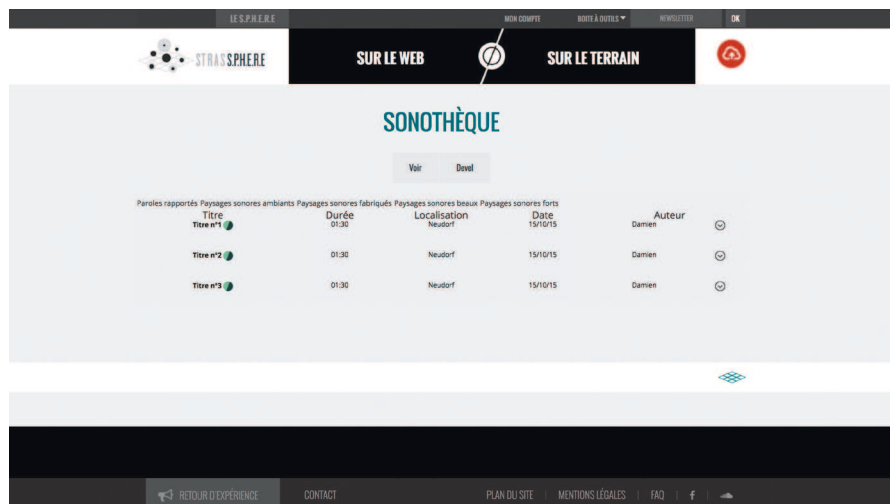 LE S.P.H.E.R.E MON COMPTE BOITE À OUTILS NEWSLETTER OK
STRASS.P.H.E.R.E SUR LE WEB SUR LE TERRAIN
SONOTHÈQUE
Voir Devel
Paroles rapportés Paysages sonores ambiants Paysages sonores fabriqués Paysages sonores beaux Paysages sonores forts
Titre Durée Localisation Date Auteur
Titre n°1 01:30 Neudorf 15/10/15 Damien
Titre n°2 01:30 Neudorf 15/10/15 Damien
Titre n°3 01:30 Neudorf 15/10/15 Damien
RETOUR D'EXPÉRIENCE CONTACT PLAN DU SITE | MENTIONS LÉGALES | FAQ | f |